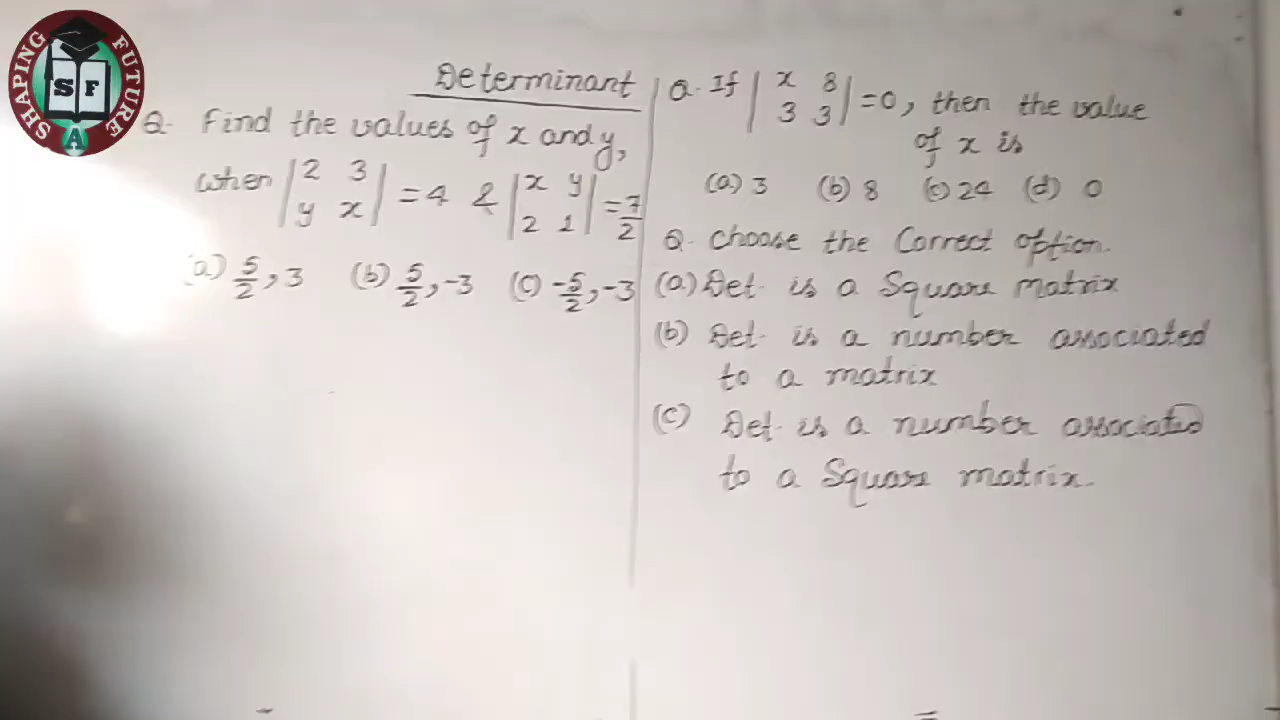 SHAPING FUTURE
S F
A
Determinant
Q. Find the values of x and y,
when |2 3| = 4 & |x y| = 7/2
|y x| |2 1|
(a) 5/2, 3 (b) 5/2, -3 (c) -5/2, -3
Q. If |x 8| = 0, then the value
|3 3|
of x is
(a) 3 (b) 8 (c) 24 (d) 0
Q. Choose the Correct option.
(a) Det. is a Square matrix
(b) Det. is a number associated
to a matrix
(c) Det. is a number associated
to a Square matrix.